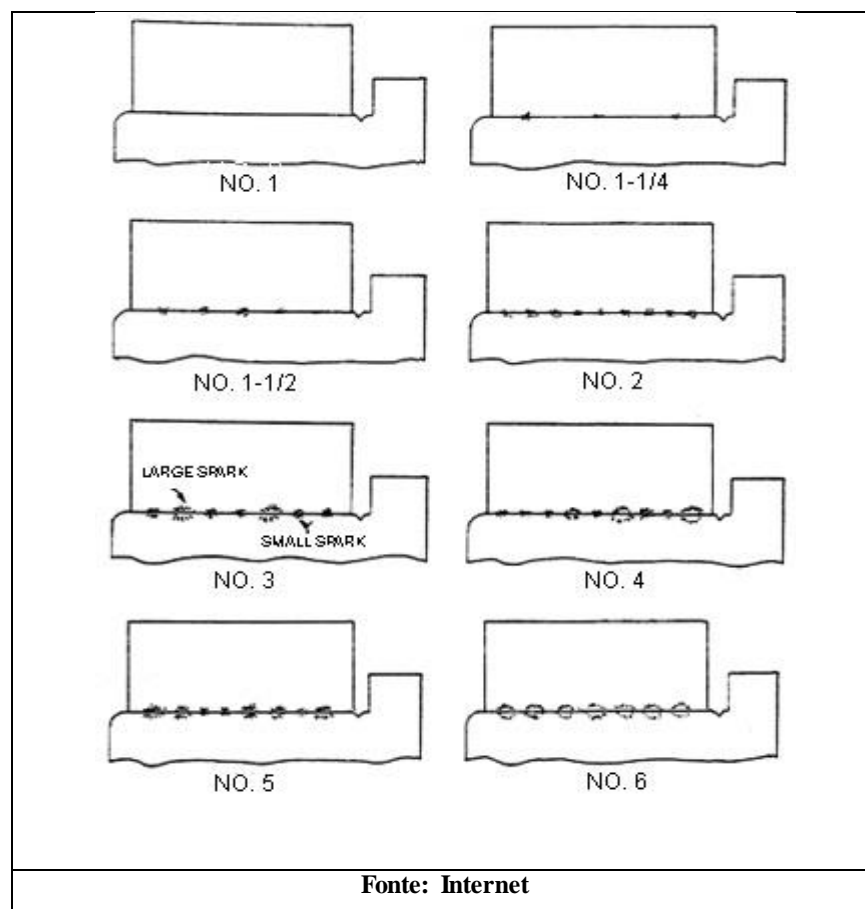 NO. 1
NO. 1-1/4
NO. 1-1/2
NO. 2
LARGE SPARK
SMALL SPARK
NO. 3
NO. 4
NO. 5
NO. 6
Fonte: Internet